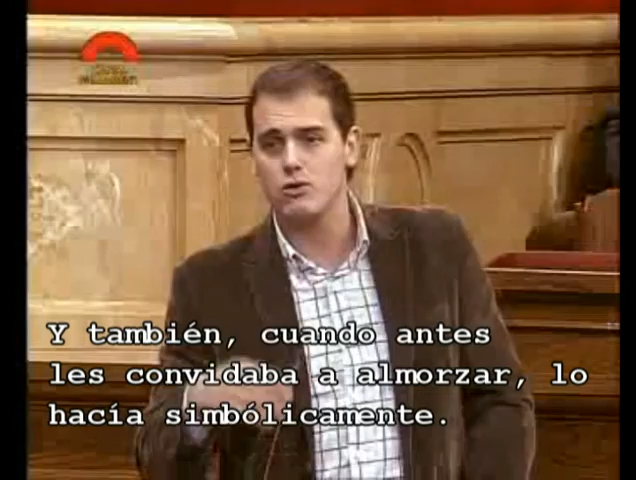 Y también, cuando antes
les convidaba a almorzar, lo
hacía simbólicamente.